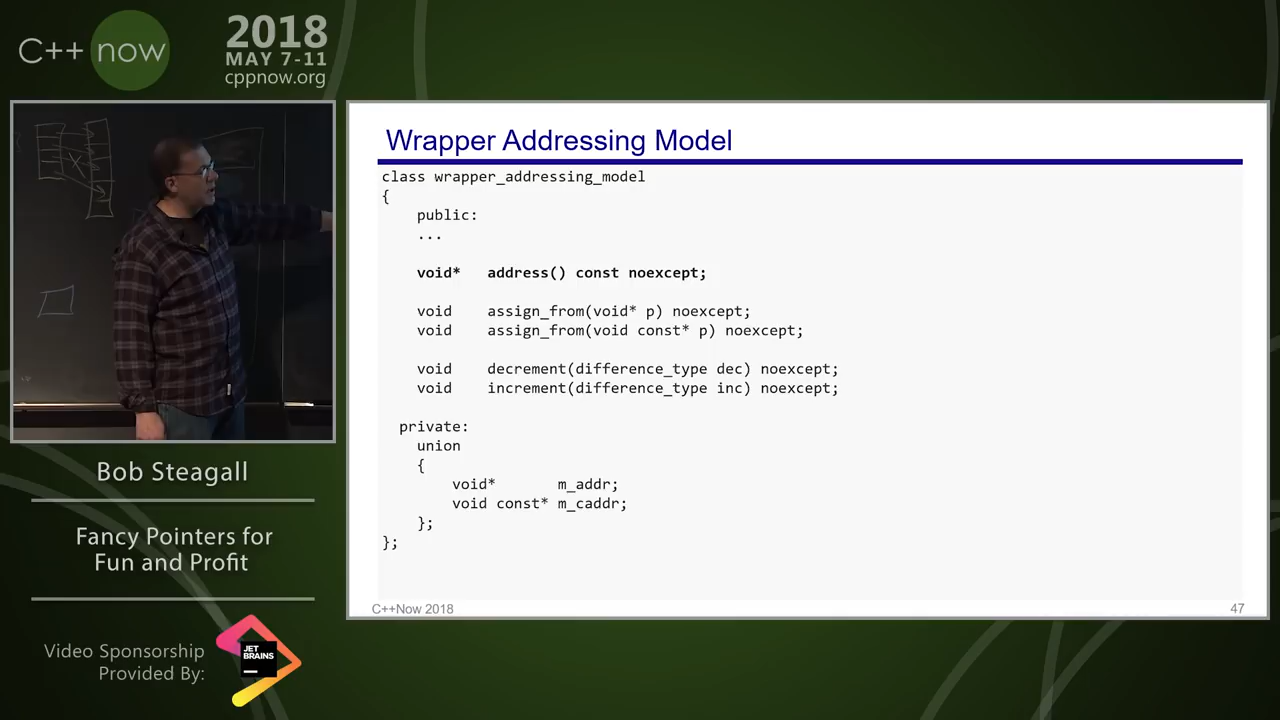 C++ now
2018
MAY 7-11
cppnow.org
Wrapper Addressing Model
class wrapper_addressing_model
{
    public:
    ...
    void*   address() const noexcept;
    void    assign_from(void* p) noexcept;
    void    assign_from(void const* p) noexcept;
    void    decrement(difference_type dec) noexcept;
    void    increment(difference_type inc) noexcept;
  private:
    union
    {
        void*       m_addr;
        void const* m_caddr;
    };
};
C++Now 2018
47
Bob Steagall
Fancy Pointers for
Fun and Profit
Video Sponsorship
Provided By:
JET
BRAINS